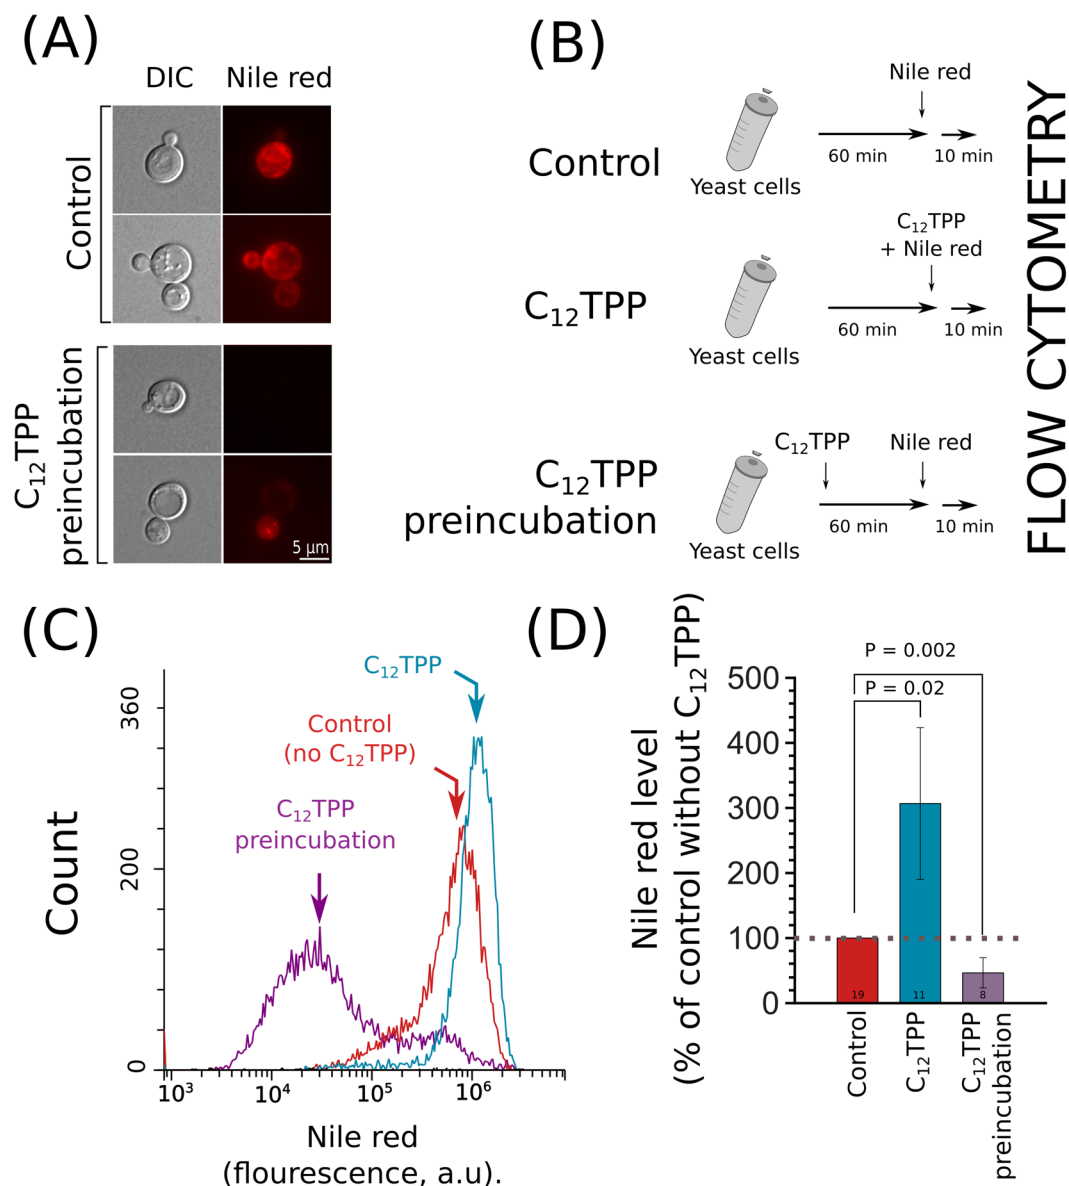 (A)
DIC
Nile red
Control
C₁₂TPP
preincubation
5 µm
(B)
Control
Yeast cells
Nile red
60 min
10 min
C₁₂TPP
Yeast cells
C₁₂TPP
+ Nile red
60 min
10 min
C₁₂TPP
preincubation
Yeast cells
C₁₂TPP
Nile red
60 min
10 min
FLOW CYTOMETRY
(C)
C₁₂TPP
Control
(no C₁₂TPP)
C₁₂TPP
preincubation
Count
360
200
0
10³
10⁴
10⁵
10⁶
Nile red
(flourescence, a.u).
(D)
Nile red level
(% of control without C₁₂TPP)
P = 0.002
P = 0.02
500
400
300
200
100
0
19
11
8
Control
C₁₂TPP
C₁₂TPP
preincubation